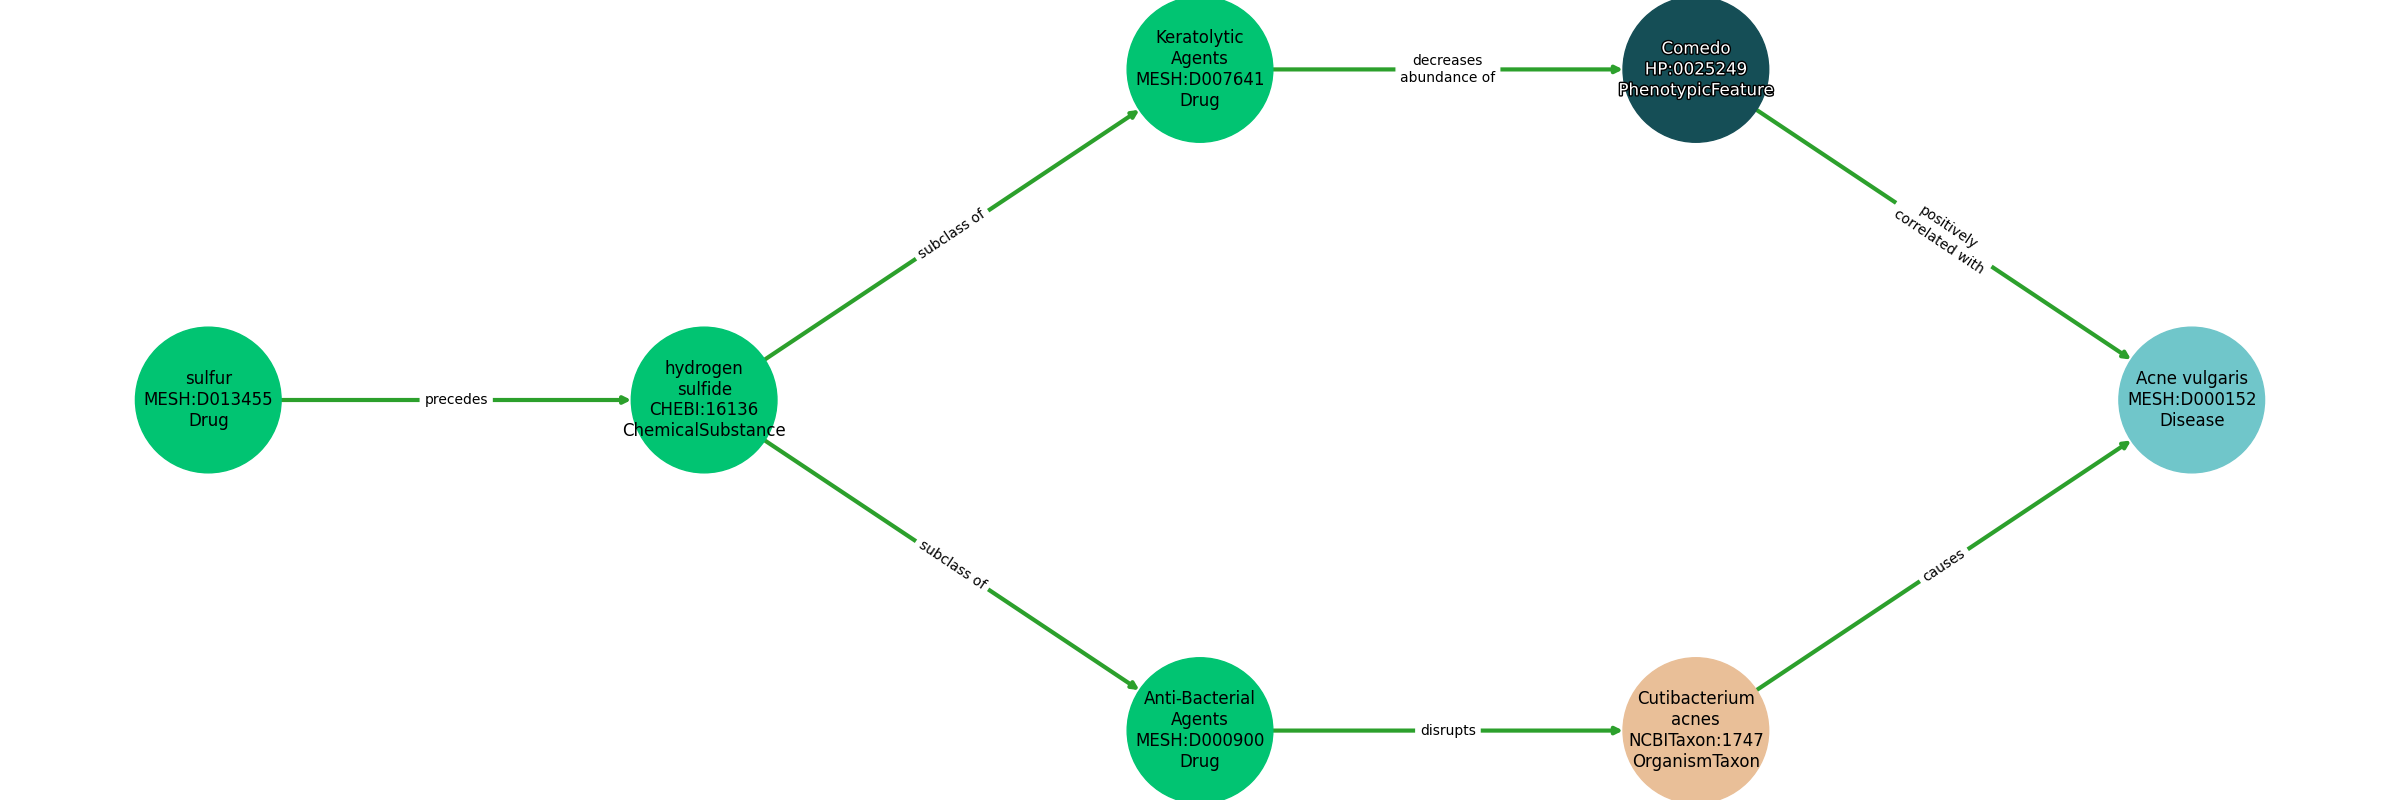 Keratolytic
Agents
MESH:D007641
Drug
decreases
abundance of
Comedo
HP:0025249
PhenotypicFeature
subclass of
positively
correlated with
sulfur
MESH:D013455
Drug
precedes
hydrogen
sulfide
CHEBI:16136
ChemicalSubstance
Acne vulgaris
MESH:D000152
Disease
subclass of
causes
Anti-Bacterial
Agents
MESH:D000900
Drug
disrupts
Cutibacterium
acnes
NCBITaxon:1747
OrganismTaxon